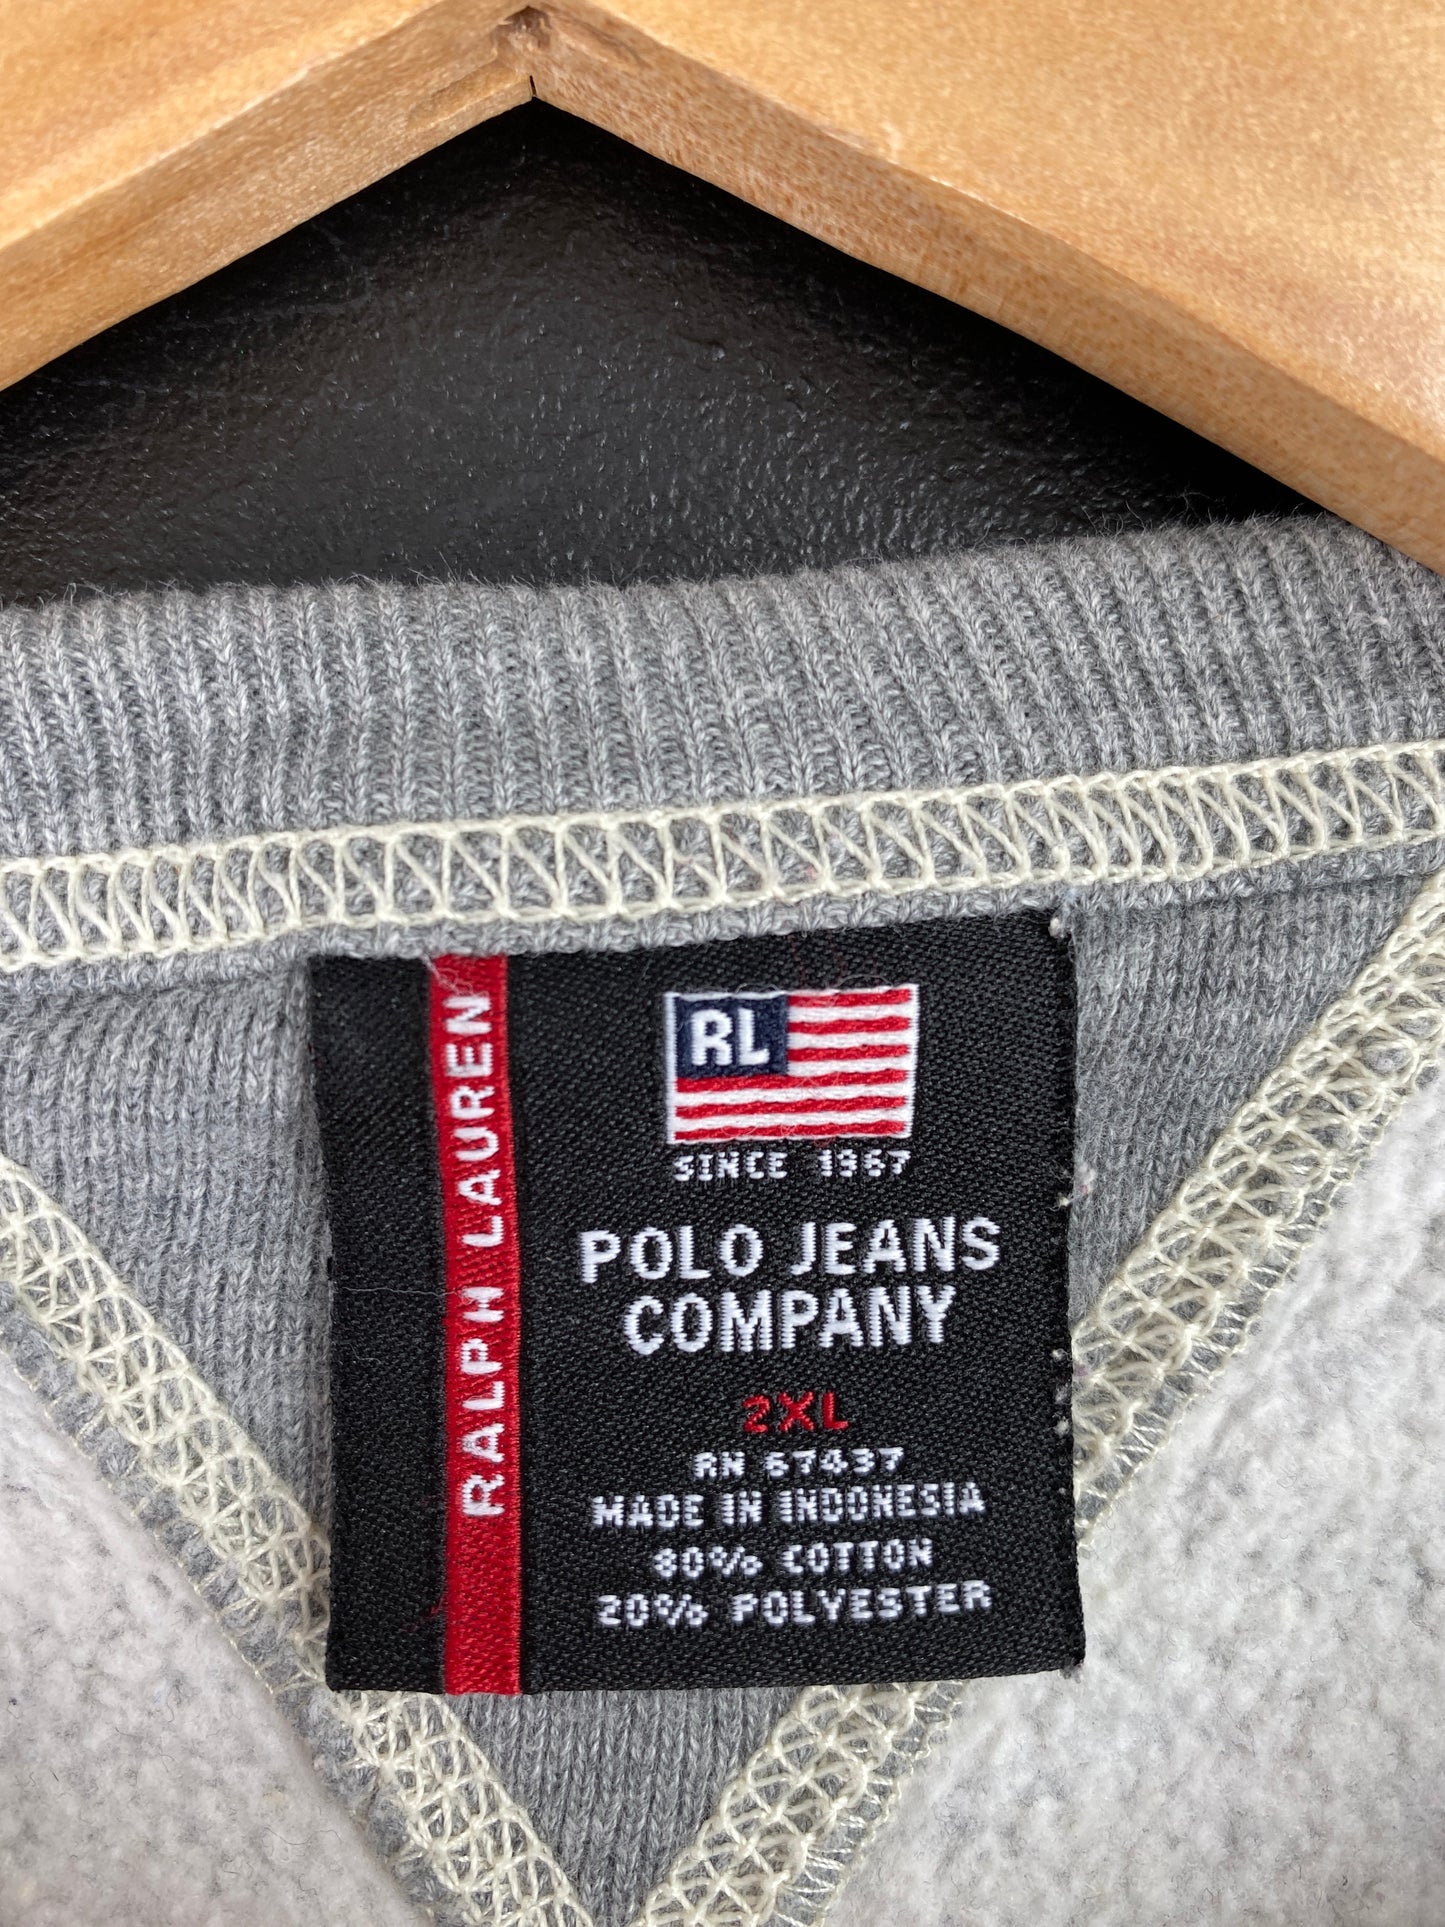 RALPH LAUREN
RL
SINCE 1967
POLO JEANS
COMPANY
2XL
RN 67437
MADE IN INDONESIA
80% COTTON
20% POLYESTER